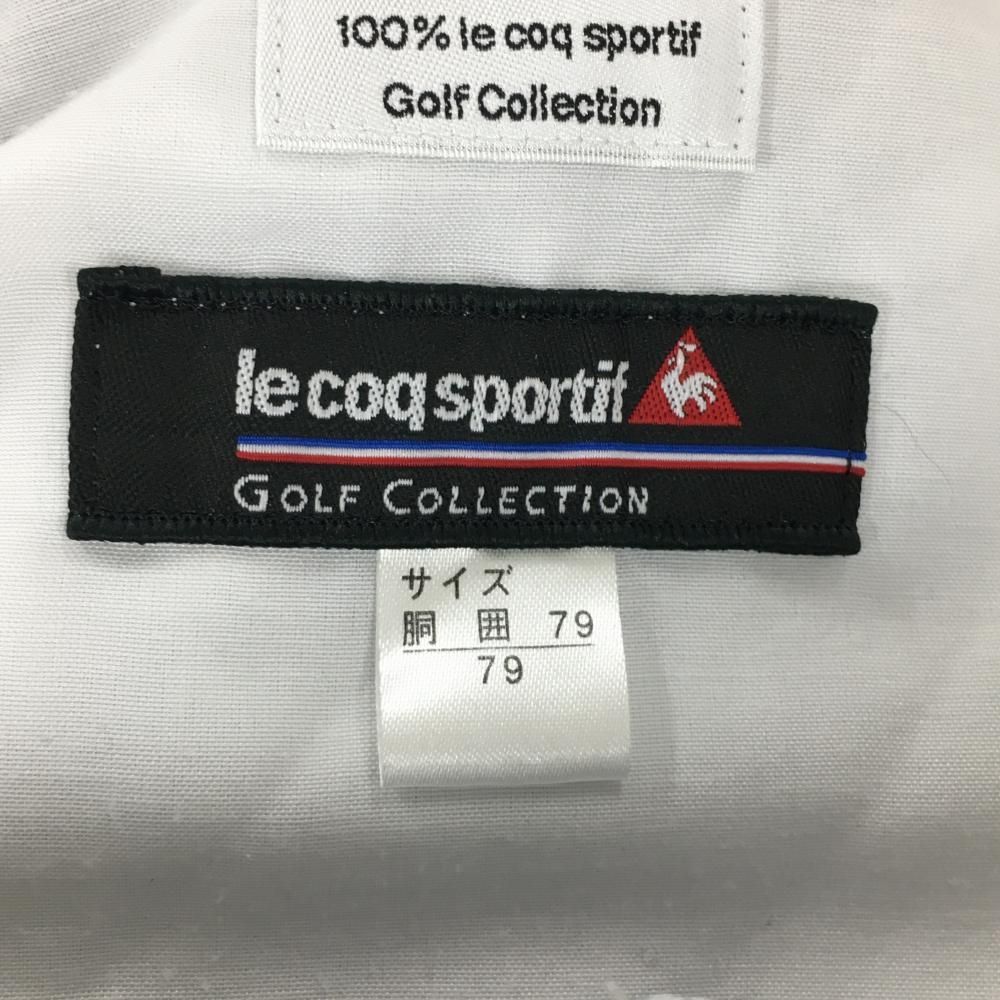 100% le coq sportif
Golf Collection
le coq sportif
GOLF COLLECTION
サイズ
胴 囲 79
79